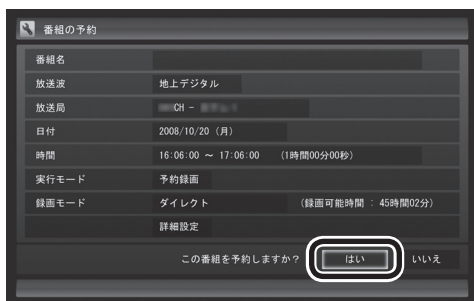 番組の予約
番組名
放送波 地上デジタル
放送局 CH -
日付 2008/10/20 (月)
時間 16:06:00 ~ 17:06:00 (1時間00分00秒)
実行モード 予約録画
録画モード ダイレクト (録画可能時間 : 45時間02分)
詳細設定
この番組を予約しますか? はい いいえ